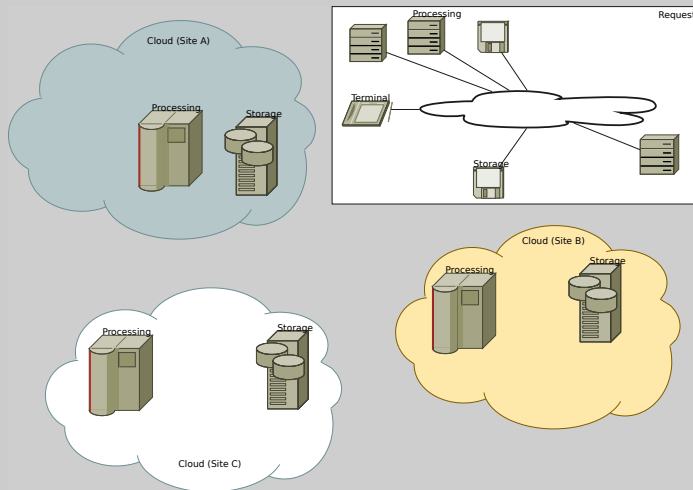 Cloud (Site A)
Processing
Storage
Request
Processing
Terminal
Storage
Cloud (Site B)
Processing
Storage
Processing
Storage
Cloud (Site C)